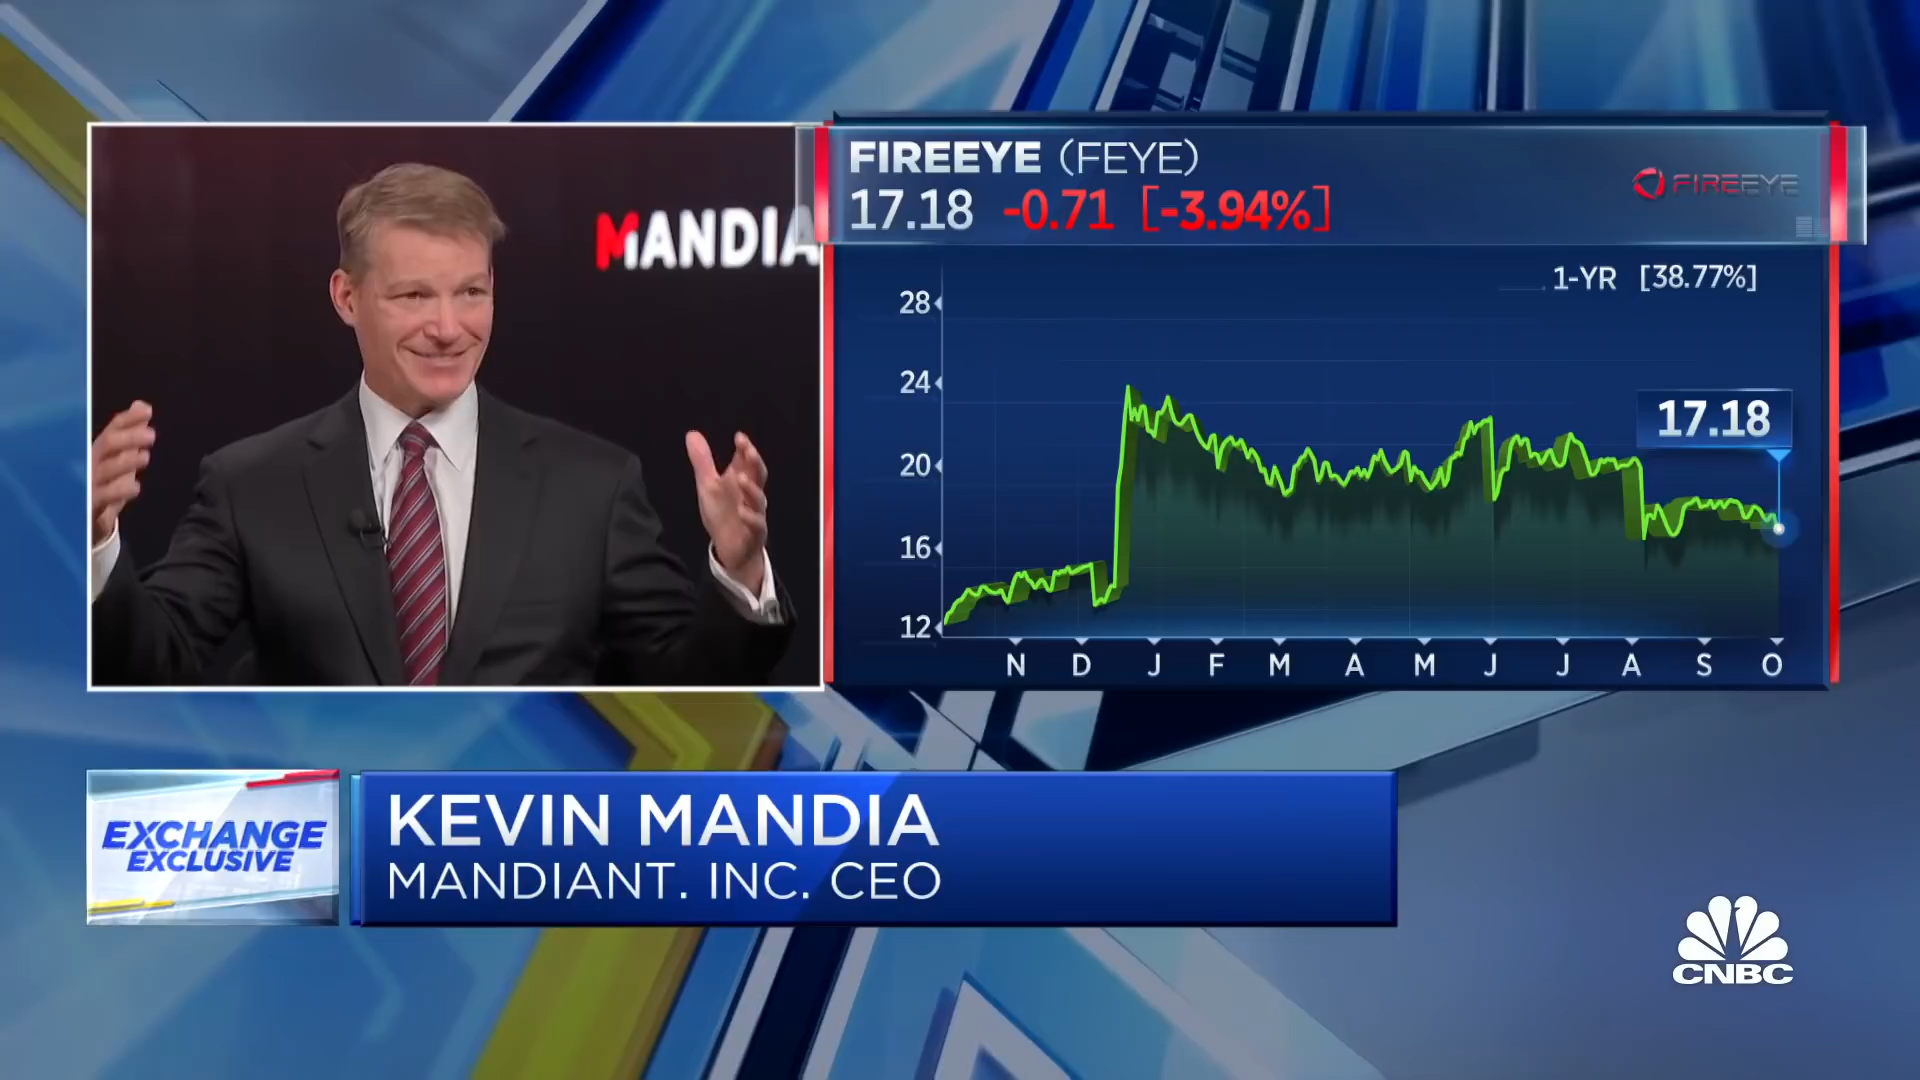 MANDIA
FIREEYE (FEYE)
17.18 -0.71 [-3.94%]
FIREEYE
1-YR [38.77%]
28
24
20
16
12
17.18
N D J F M A M J J A S O
EXCHANGE
EXCLUSIVE
KEVIN MANDIA
MANDIANT. INC. CEO
CNBC